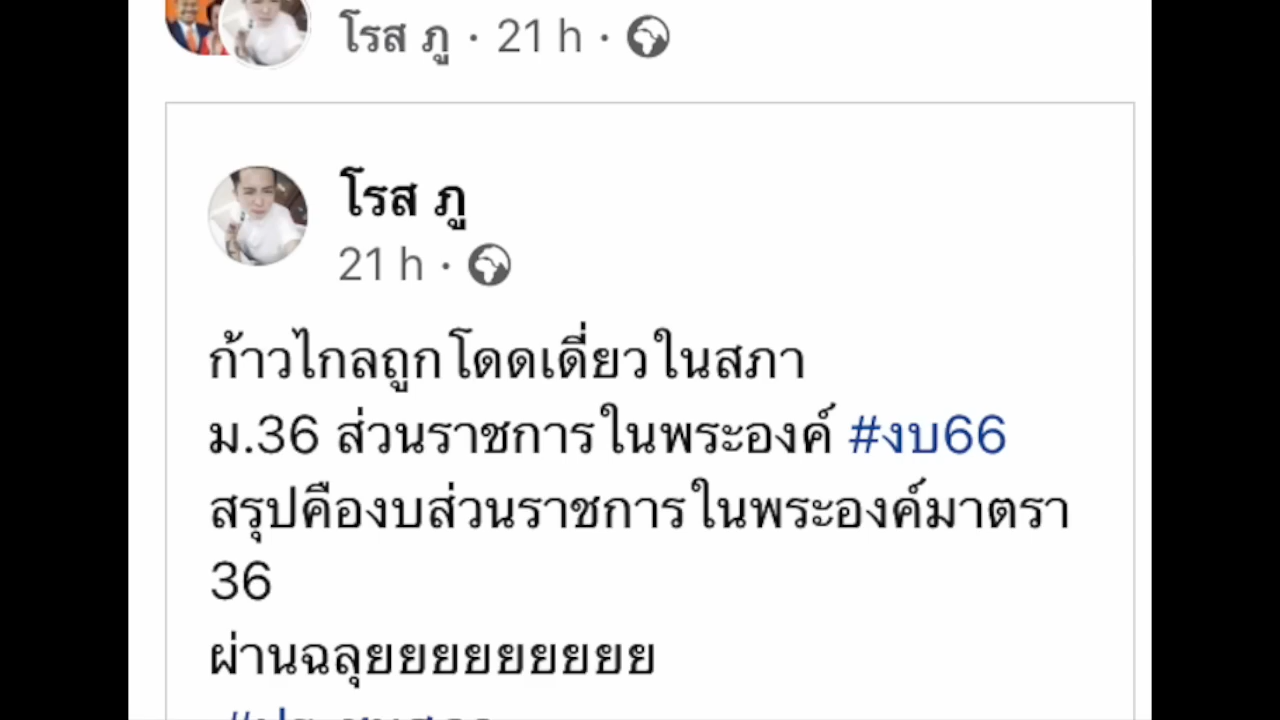 โรส ภู · 21 h ·
โรส ภู
21 h ·
ก้าวไกลถูกโดดเดี่ยวในสภา
ม.36 ส่วนราชการในพระองค์ #งบ66
สรุปคืองบส่วนราชการในพระองค์มาตรา
36
ผ่านฉลุยยยยยยยยย